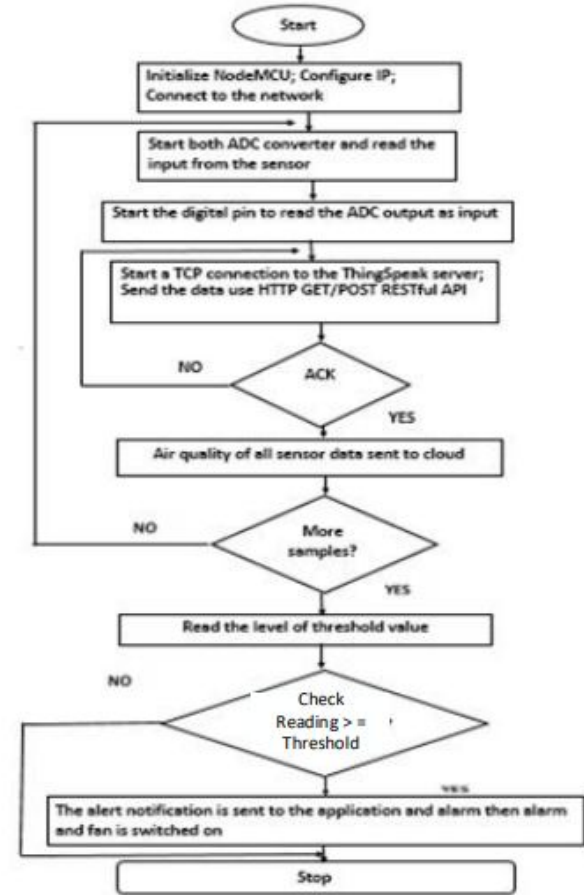 Start
Initialize NodeMCU; Configure IP;
Connect to the network
Start both ADC converter and read the
input from the sensor
Start the digital pin to read the ADC output as input
Start a TCP connection to the ThingSpeak server;
Send the data use HTTP GET/POST RESTful API
NO
ACK
YES
Air quality of all sensor data sent to cloud
NO
More
samples?
YES
Read the level of threshold value
NO
Check
Reading > =
Threshold
YES
The alert notification is sent to the application and alarm then alarm
and fan is switched on
Stop